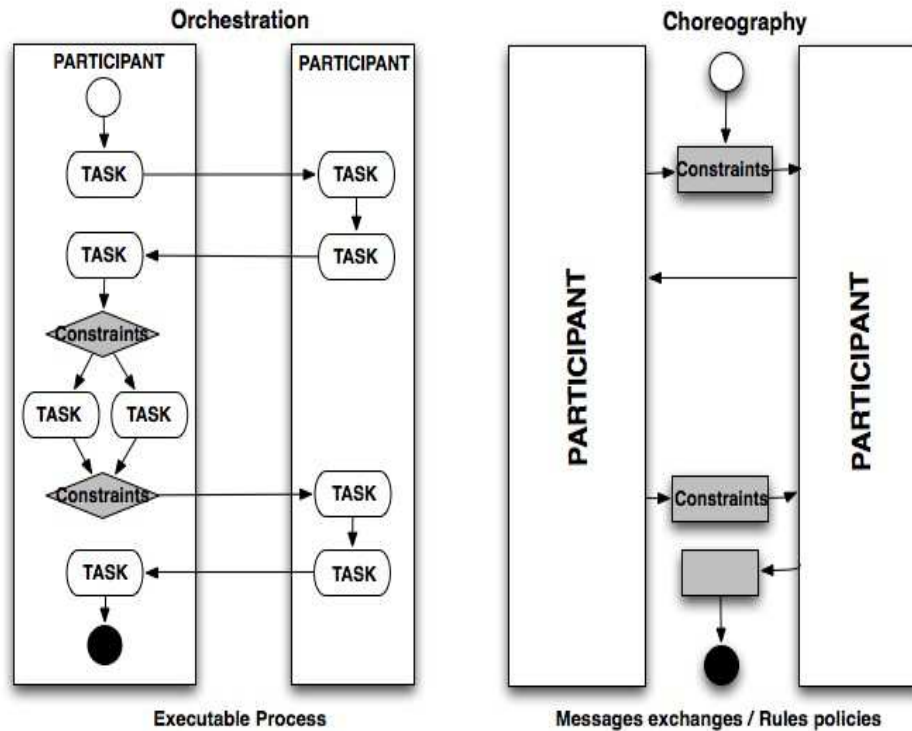 Orchestration
PARTICIPANT
PARTICIPANT
TASK
TASK
TASK
TASK
Constraints
TASK
TASK
Constraints
TASK
TASK
TASK
Executable Process
Choreography
Constraints
PARTICIPANT
PARTICIPANT
Constraints
Messages exchanges / Rules policies